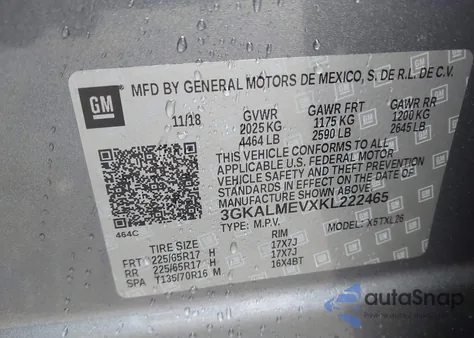 MFD BY GENERAL MOTORS DE MEXICO, S. DE R.L. DE C.V.
GM
11/18 GVWR GAWR FRT GAWR RR
2025 KG 1175 KG 1200 KG
4464 LB 2590 LB 2645 LB
THIS VEHICLE CONFORMS TO ALL
APPLICABLE U.S. FEDERAL MOTOR
VEHICLE SAFETY AND THEFT PREVENTION
STANDARDS IN EFFECT ON THE DATE OF
MANUFACTURE SHOWN ABOVE.
3GKALMEVXKL222465
TYPE: M.P.V. MODEL: X5TXL26
464C
TIRE SIZE RIM
FRT 225/65R17 H 17X7J
RR 225/65R17 H 17X7J
SPA T135/70R16 M 16X4BT
autoSnap